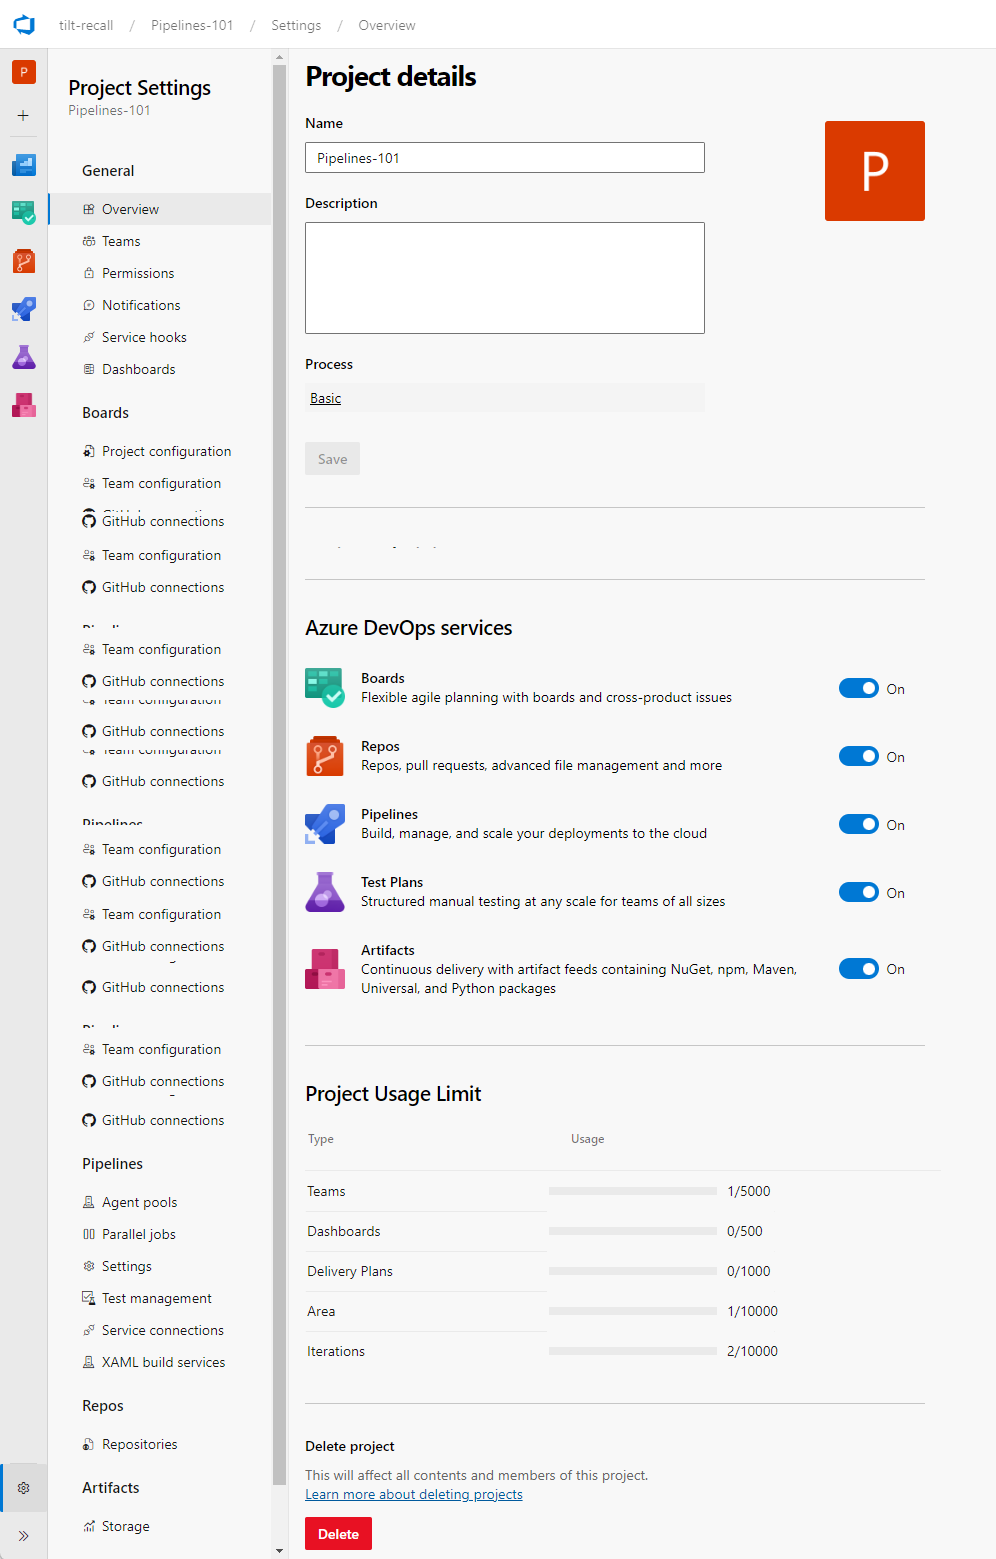 tilt-recall / Pipelines-101 / Settings / Overview
P
Project Settings
Pipelines-101
General
Overview
Teams
Permissions
Notifications
Service hooks
Dashboards
Boards
Project configuration
Team configuration
GitHub connections
GitHub connections
Team configuration
GitHub connections
Team configuration
GitHub connections
Team configuration
GitHub connections
Team configuration
GitHub connections
Pipelines
Team configuration
GitHub connections
Team configuration
GitHub connections
GitHub connections
Team configuration
GitHub connections
GitHub connections
Pipelines
Agent pools
Parallel jobs
Settings
Test management
Service connections
XAML build services
Repos
Repositories
Artifacts
Storage
Project details
Name
Pipelines-101
P
Description
Process
Basic
Save
Azure DevOps services
Boards
Flexible agile planning with boards and cross-product issues
On
Repos
Repos, pull requests, advanced file management and more
On
Pipelines
Build, manage, and scale your deployments to the cloud
On
Test Plans
Structured manual testing at any scale for teams of all sizes
On
Artifacts
Continuous delivery with artifact feeds containing NuGet, npm, Maven,
Universal, and Python packages
On
Project Usage Limit
Type Usage
Teams 1/5000
Dashboards 0/500
Delivery Plans 0/1000
Area 1/10000
Iterations 2/10000
Delete project
This will affect all contents and members of this project.
Learn more about deleting projects
Delete